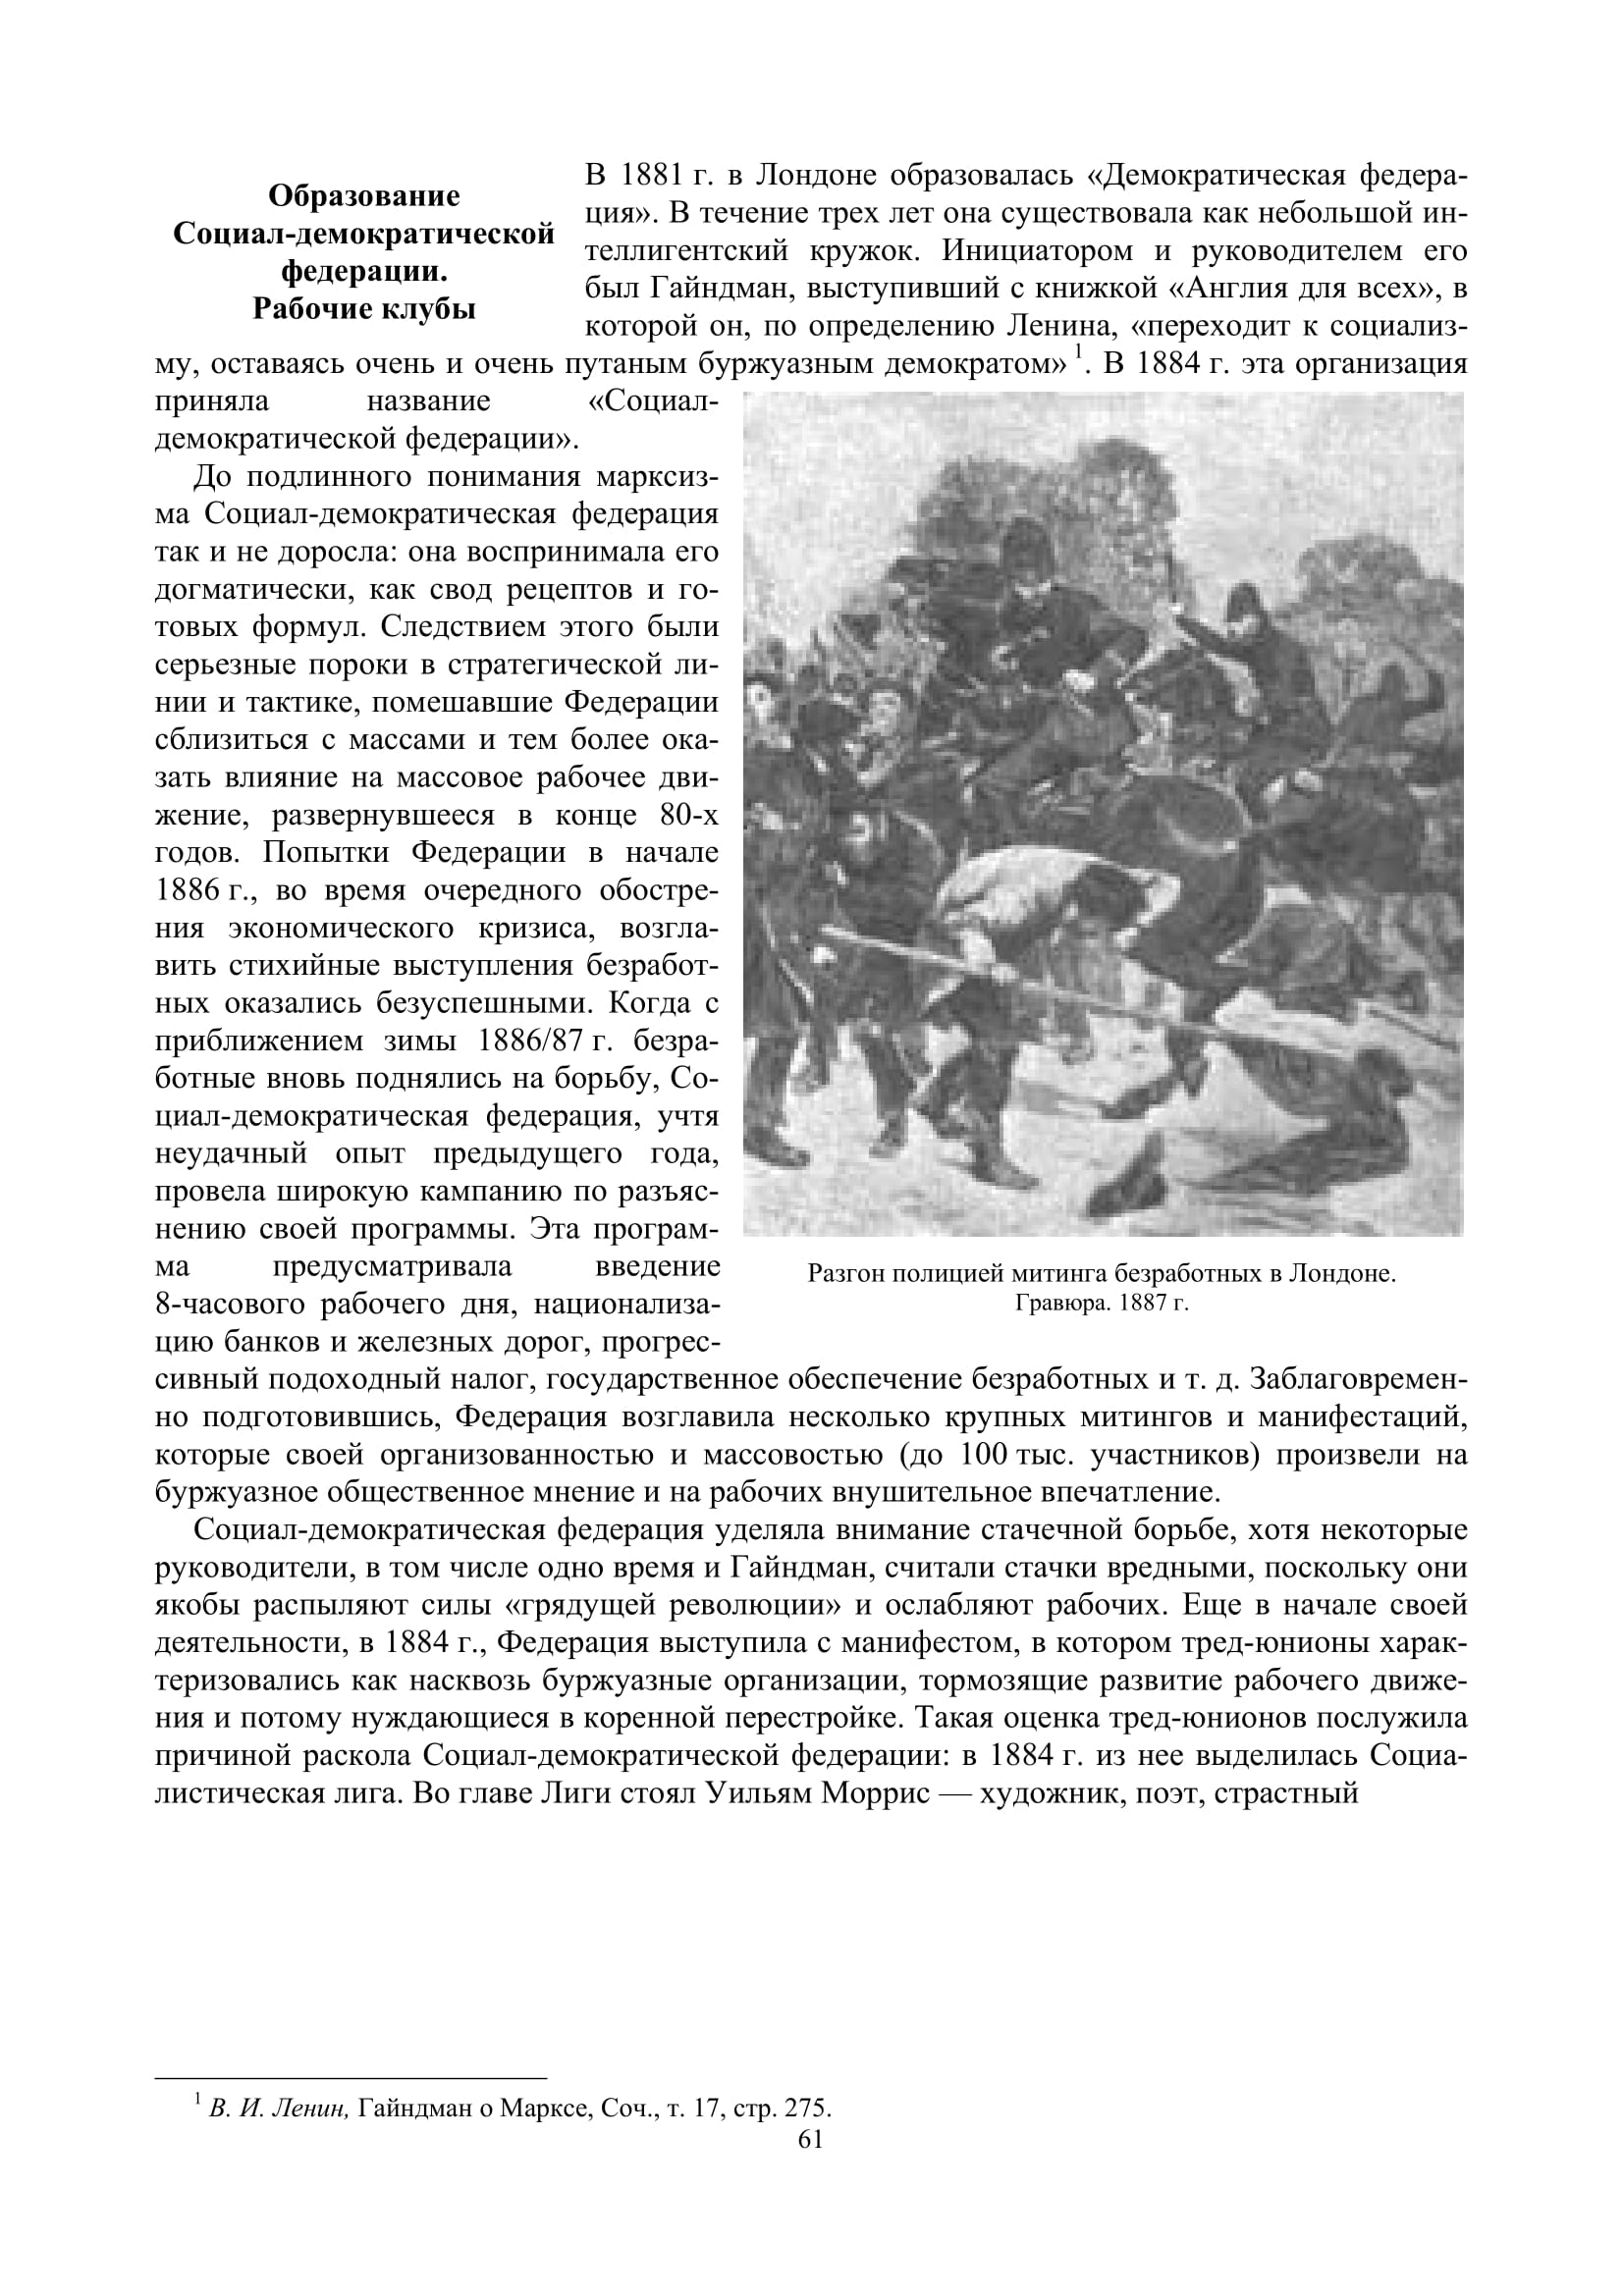 Образование
Социал-демократической
федерации.
Рабочие клубы
В 1881 г. в Лондоне образовалась «Демократическая федера-
ция». В течение трех лет она существовала как небольшой ин-
теллигентский кружок. Инициатором и руководителем его
был Гайндман, выступивший с книжкой «Англия для всех», в
которой он, по определению Ленина, «переходит к социализ-
му, оставаясь очень и очень путаным буржуазным демократом» 1. В 1884 г. эта организация
приняла название «Социал-
демократической федерации».
До подлинного понимания марксиз-
ма Социал-демократическая федерация
так и не доросла: она воспринимала его
догматически, как свод рецептов и го-
товых формул. Следствием этого были
серьезные пороки в стратегической ли-
нии и тактике, помешавшие Федерации
сблизиться с массами и тем более ока-
зать влияние на массовое рабочее дви-
жение, развернувшееся в конце 80-х
годов. Попытки Федерации в начале
1886 г., во время очередного обостре-
ния экономического кризиса, возгла-
вить стихийные выступления безработ-
ных оказались безуспешными. Когда с
приближением зимы 1886/87 г. безра-
ботные вновь поднялись на борьбу, Со-
циал-демократическая федерация, учтя
неудачный опыт предыдущего года,
провела широкую кампанию по разъяс-
нению своей программы. Эта програм-
ма предусматривала введение
8-часового рабочего дня, национализа-
цию банков и железных дорог, прогрес-
сивный подоходный налог, государственное обеспечение безработных и т. д. Заблаговремен-
но подготовившись, Федерация возглавила несколько крупных митингов и манифестаций,
которые своей организованностью и массовостью (до 100 тыс. участников) произвели на
буржуазное общественное мнение и на рабочих внушительное впечатление.
Социал-демократическая федерация уделяла внимание стачечной борьбе, хотя некоторые
руководители, в том числе одно время и Гайндман, считали стачки вредными, поскольку они
якобы распыляют силы «грядущей революции» и ослабляют рабочих. Еще в начале своей
деятельности, в 1884 г., Федерация выступила с манифестом, в котором тред-юнионы харак-
теризовались как насквозь буржуазные организации, тормозящие развитие рабочего движе-
ния и потому нуждающиеся в коренной перестройке. Такая оценка тред-юнионов послужила
причиной раскола Социал-демократической федерации: в 1884 г. из нее выделилась Социа-
листическая лига. Во главе Лиги стоял Уильям Моррис — художник, поэт, страстный
Разгон полицией митинга безработных в Лондоне.
Гравюра. 1887 г.
1 В. И. Ленин, Гайндман о Марксе, Соч., т. 17, стр. 275.
61